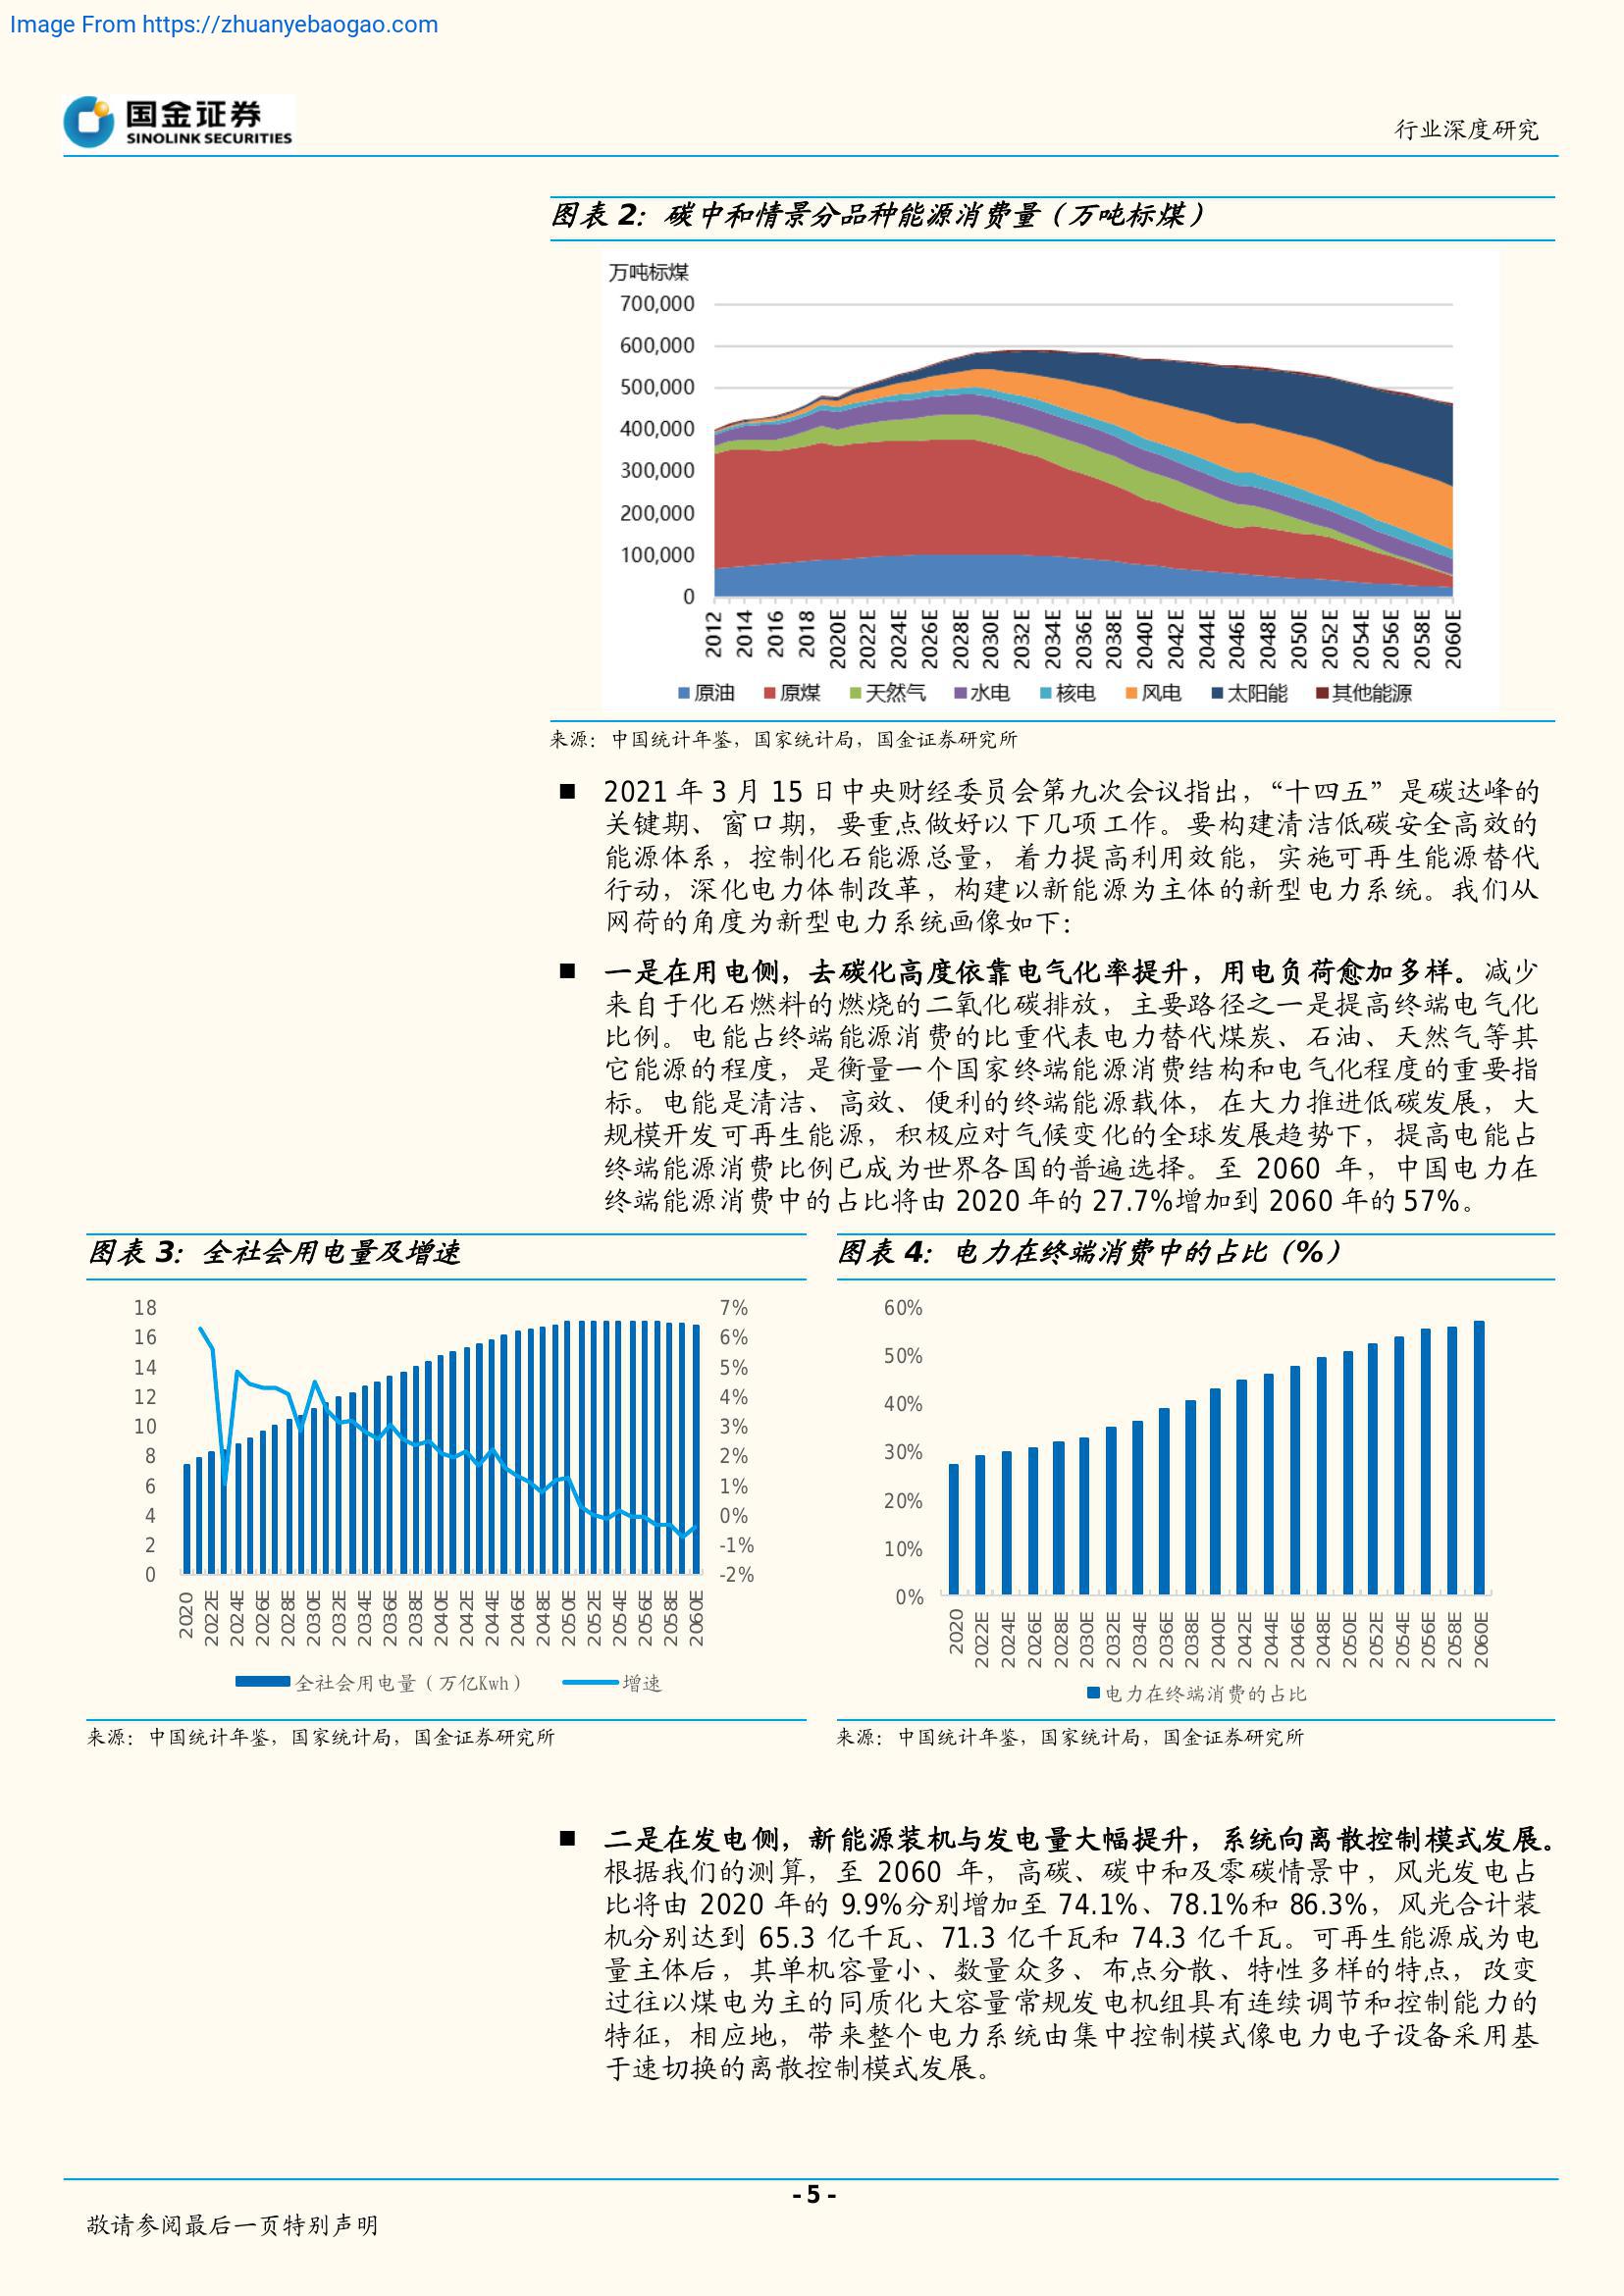 Image From https://zhuanyebaogao.com
国金证券
SINOLINK SECURITIES
行业深度研究
图表 2：碳中和情景分品种能源消费量（万吨标煤）
万吨标煤
700,000
600,000
500,000
400,000
300,000
200,000
100,000
0
2012 2014 2016 2018 2020E 2022E 2024E 2026E 2028E 2030E 2032E 2034E 2036E 2038E 2040E 2042E 2044E 2046E 2048E 2050E 2052E 2054E 2056E 2058E 2060E
原油 原煤 天然气 水电 核电 风电 太阳能 其他能源
来源：中国统计年鉴，国家统计局，国金证券研究所
■ 2021 年 3 月 15 日中央财经委员会第九次会议指出，“十四五”是碳达峰的
关键期、窗口期，要重点做好以下几项工作。要构建清洁低碳安全高效的
能源体系，控制化石能源总量，着力提高利用效能，实施可再生能源替代
行动，深化电力体制改革，构建以新能源为主体的新型电力系统。我们从
网荷的角度为新型电力系统画像如下：
■ 一是在用电侧，去碳化高度依靠电气化率提升，用电负荷愈加多样。减少
来自于化石燃料的燃烧的二氧化碳排放，主要路径之一是提高终端电气化
比例。电能占终端能源消费的比重代表电力替代煤炭、石油、天然气等其
它能源的程度，是衡量一个国家终端能源消费结构和电气化程度的重要指
标。电能是清洁、高效、便利的终端能源载体，在大力推进低碳发展，大
规模开发可再生能源，积极应对气候变化的全球发展趋势下，提高电能占
终端能源消费比例已成为世界各国的普遍选择。至 2060 年，中国电力在
终端能源消费中的占比将由 2020 年的 27.7%增加到 2060 年的 57%。
图表 3：全社会用电量及增速
18
16
14
12
10
8
6
4
2
0
7%
6%
5%
4%
3%
2%
1%
0%
-1%
-2%
2020 2022E 2024E 2026E 2028E 2030E 2032E 2034E 2036E 2038E 2040E 2042E 2044E 2046E 2048E 2050E 2052E 2054E 2056E 2058E 2060E
全社会用电量（万亿Kwh） 增速
来源：中国统计年鉴，国家统计局，国金证券研究所
图表 4：电力在终端消费中的占比（%）
60%
50%
40%
30%
20%
10%
0%
2020 2022E 2024E 2026E 2028E 2030E 2032E 2034E 2036E 2038E 2040E 2042E 2044E 2046E 2048E 2050E 2052E 2054E 2056E 2058E 2060E
电力在终端消费的占比
来源：中国统计年鉴，国家统计局，国金证券研究所
■ 二是在发电侧，新能源装机与发电量大幅提升，系统向离散控制模式发展。
根据我们的测算，至 2060 年，高碳、碳中和及零碳情景中，风光发电占
比将由 2020 年的 9.9%分别增加至 74.1%、78.1%和 86.3%，风光合计装
机分别达到 65.3 亿千瓦、71.3 亿千瓦和 74.3 亿千瓦。可再生能源成为电
量主体后，其单机容量小、数量众多、布点分散、特性多样的特点，改变
过往以煤电为主的同质化大容量常规发电机组具有连续调节和控制能力的
特征，相应地，带来整个电力系统由集中控制模式像电力电子设备采用基
于速切换的离散控制模式发展。
- 5 -
敬请参阅最后一页特别声明